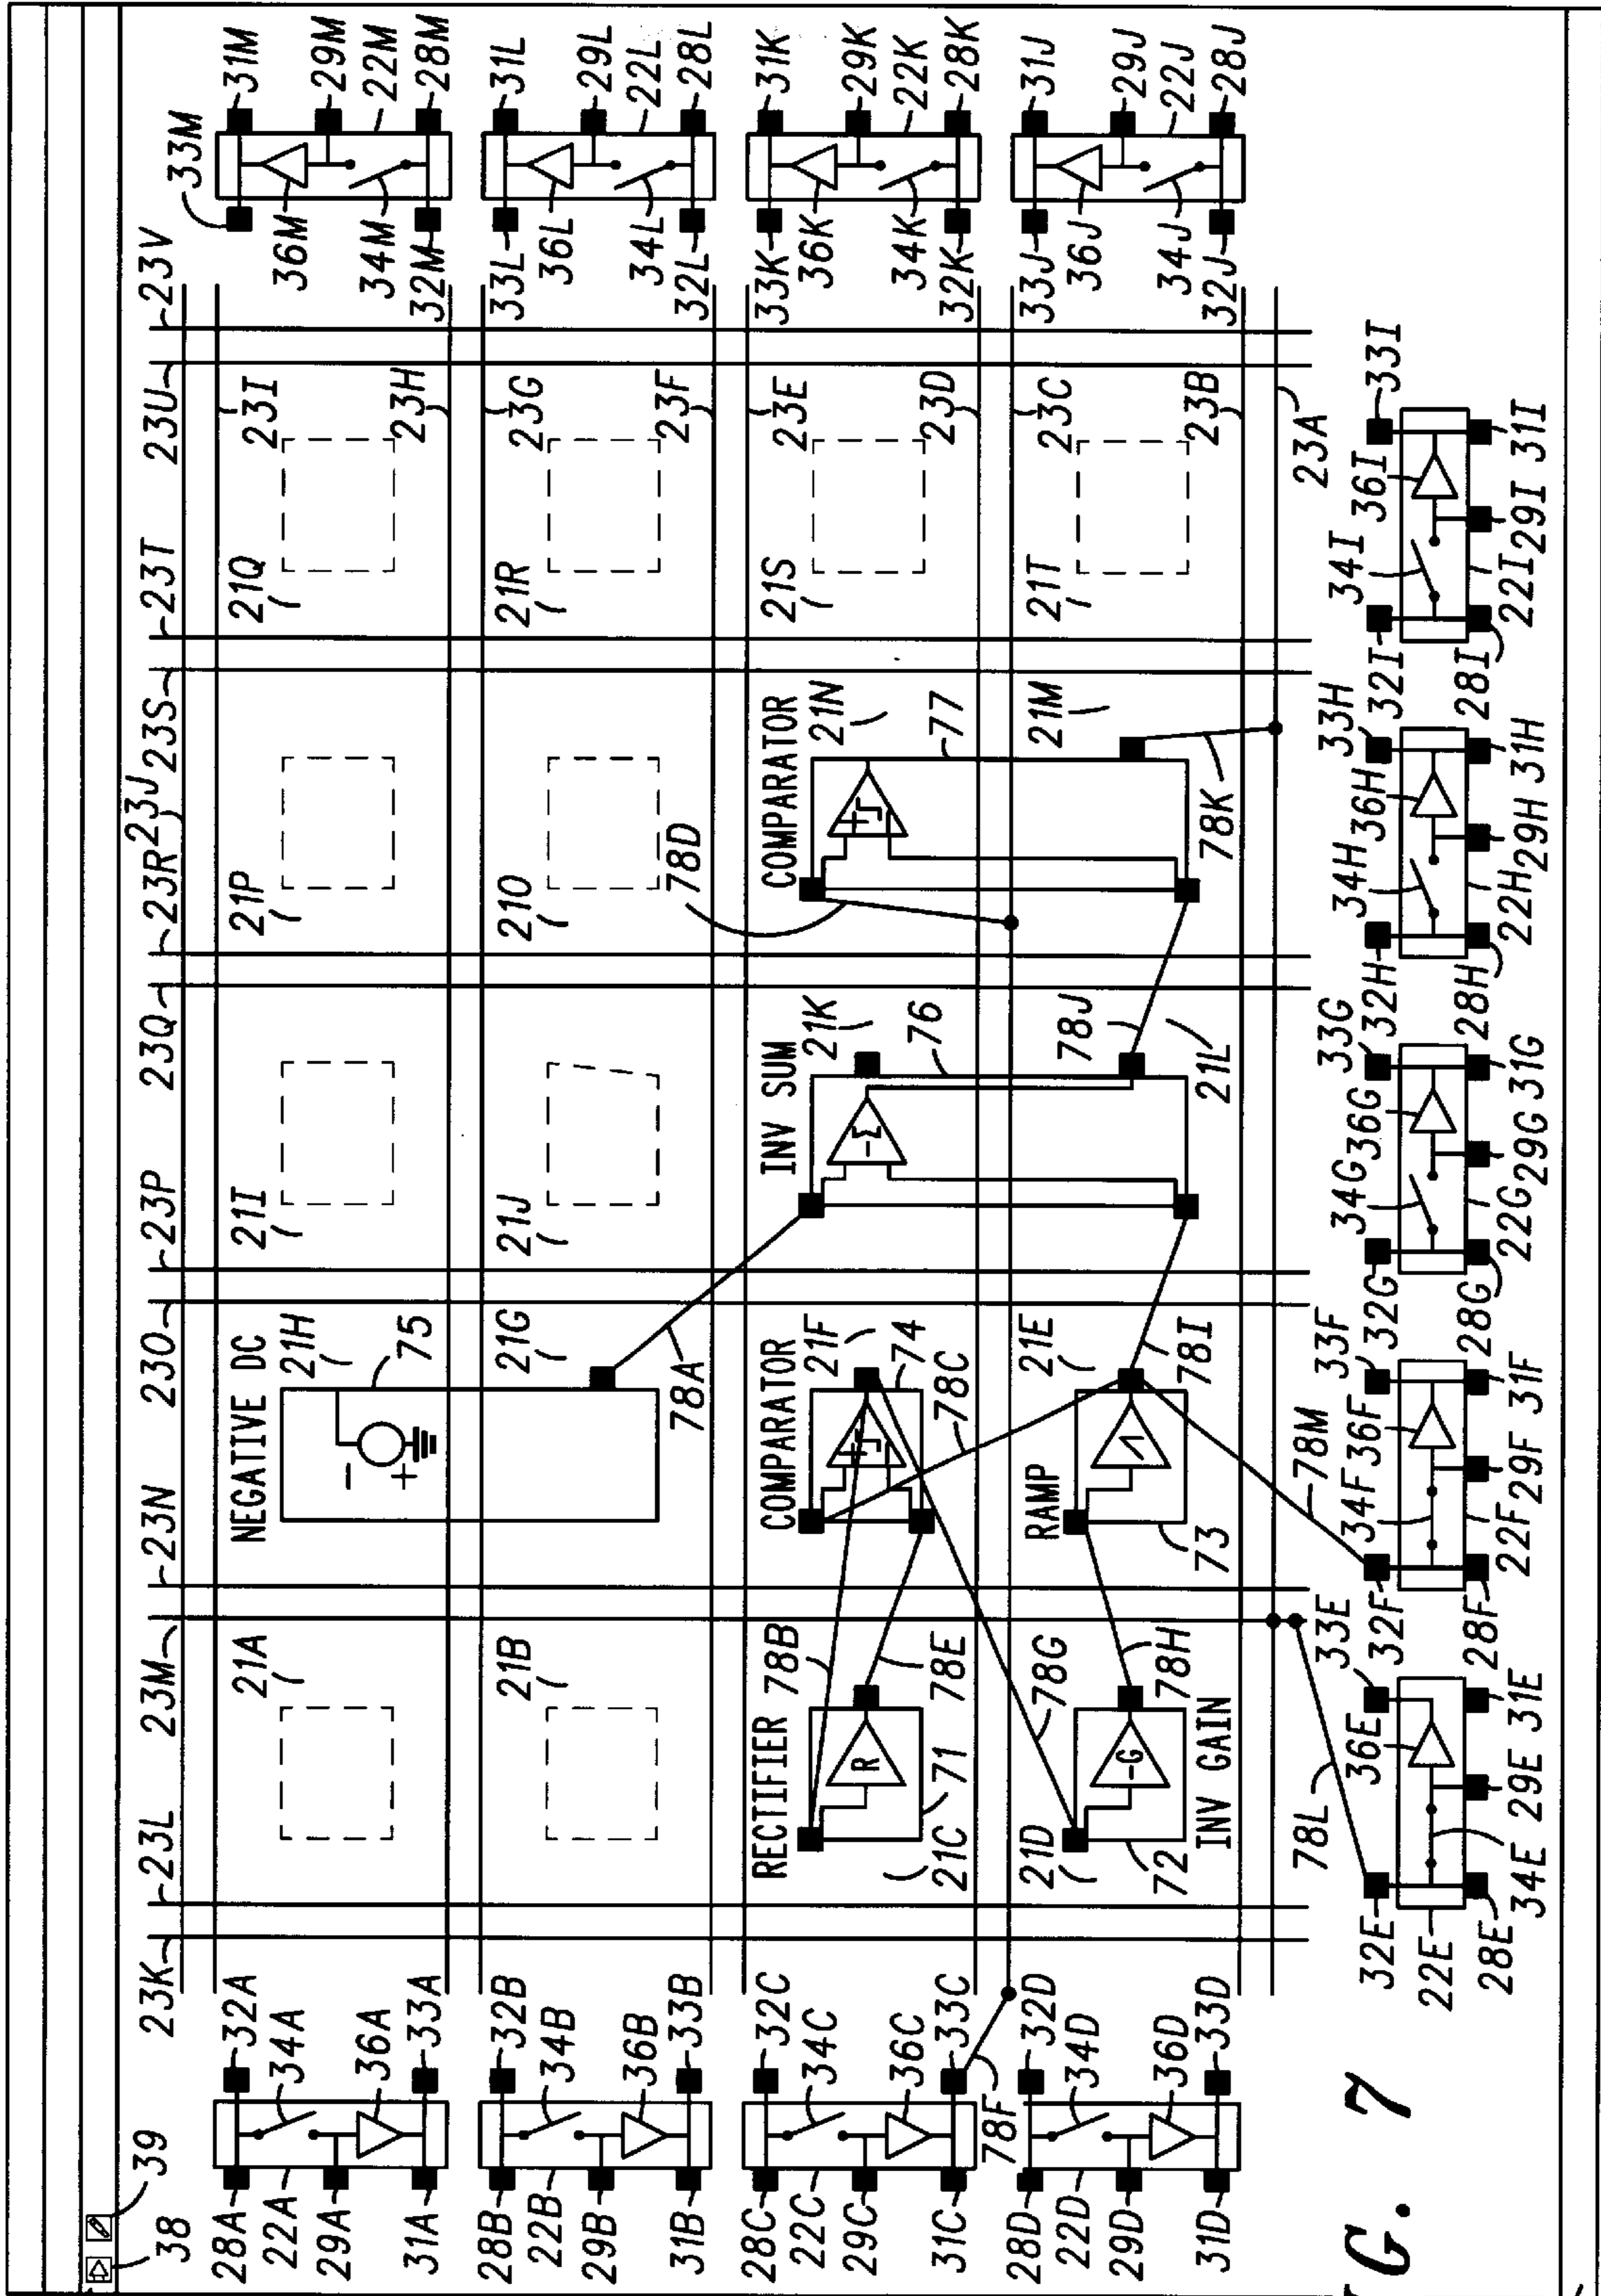 38 39
23K 23L 23M 23N 23O 23P 23Q 23R 23J 23S 23T 23U 23V
28A 32A
22A 34A
29A 36A
31A 33A
28B 32B
22B 34B
29B 36B
31B 33B
28C 32C
22C 34C
29C 36C
31C 33C
78F
28D 32D
22D 34D
29D 36D
31D 33D
21A
21B
NEGATIVE DC
21H
75
21G
78A
21I
21J
21P
21O
78D
21Q
21R
21S
21T
23I
23H
23G
23F
23E
23D
23C
23B
23A
RECTIFIER 78B
R
78E
71
21C
21D
78G
-G
72
78H
INV GAIN
COMPARATOR
21F
74
78C
RAMP
21E
73
78I
INV SUM
21K
-Σ
76
78J
21L
COMPARATOR
21N
77
21M
78K
33M 31M
36M 29M
34M 22M
32M 28M
33L 31L
36L 29L
34L 22L
32L 28L
33K 31K
36K 29K
34K 22K
32K 28K
33J 31J
36J 29J
34J 22J
32J 28J
78L 78M
32E 36E 33E
22E
28E 34E 29E 31E
32F 34F 36F 33F
28F 22F 29F 31F
32G 34G 36G 33G
28G 22G 29G 31G
32H 34H 36H 33H
28H 22H 29H 31H
32I 34I 36I 33I
28I 22I 29I 31I
G. 7